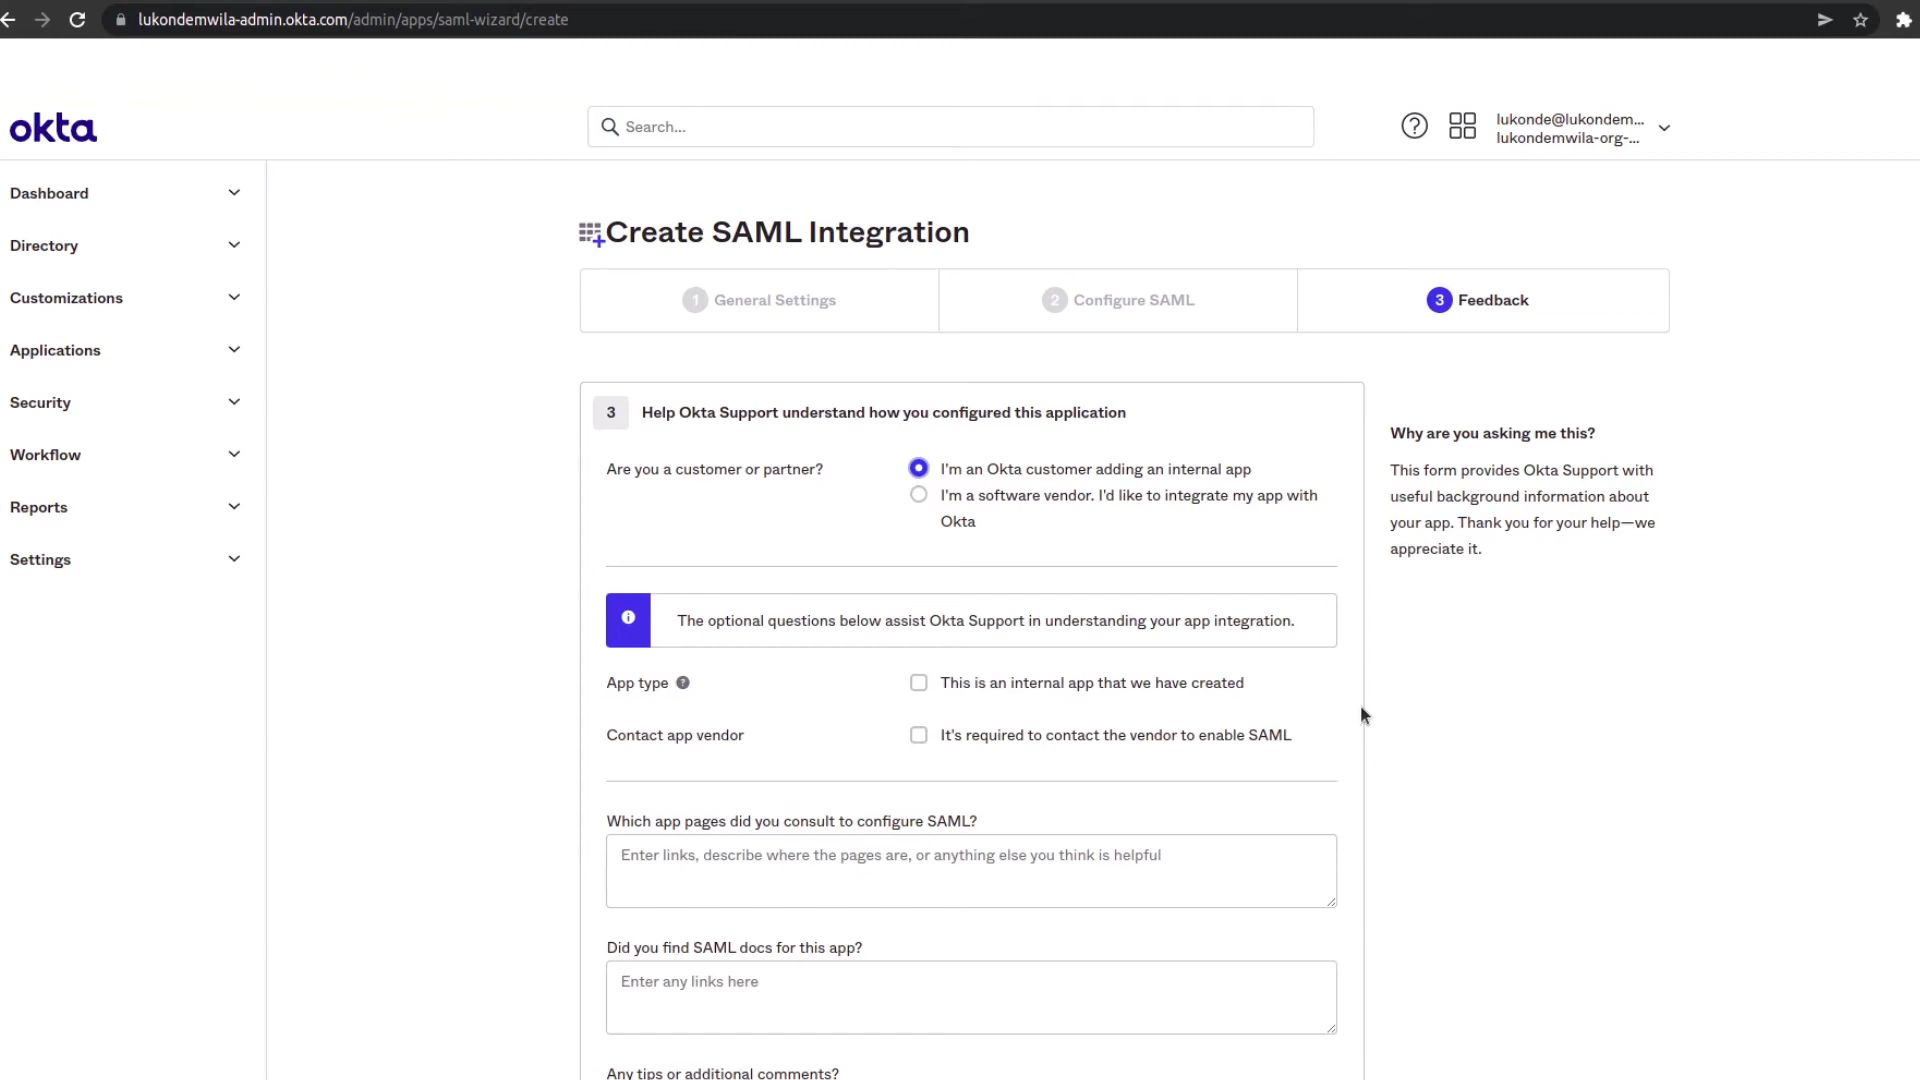 lukondemwila-admin.okta.com/admin/apps/saml-wizard/create
okta
Search...
lukonde@lukondem...
lukondemwila-org-...
Dashboard
Directory
Customizations
Applications
Security
Workflow
Reports
Settings
Create SAML Integration
1 General Settings
2 Configure SAML
3 Feedback
3 Help Okta Support understand how you configured this application
Are you a customer or partner?
I'm an Okta customer adding an internal app
I'm a software vendor. I'd like to integrate my app with
Okta
The optional questions below assist Okta Support in understanding your app integration.
App type
This is an internal app that we have created
Contact app vendor
It's required to contact the vendor to enable SAML
Which app pages did you consult to configure SAML?
Enter links, describe where the pages are, or anything else you think is helpful
Did you find SAML docs for this app?
Enter any links here
Any tips or additional comments?
Why are you asking me this?
This form provides Okta Support with
useful background information about
your app. Thank you for your help—we
appreciate it.